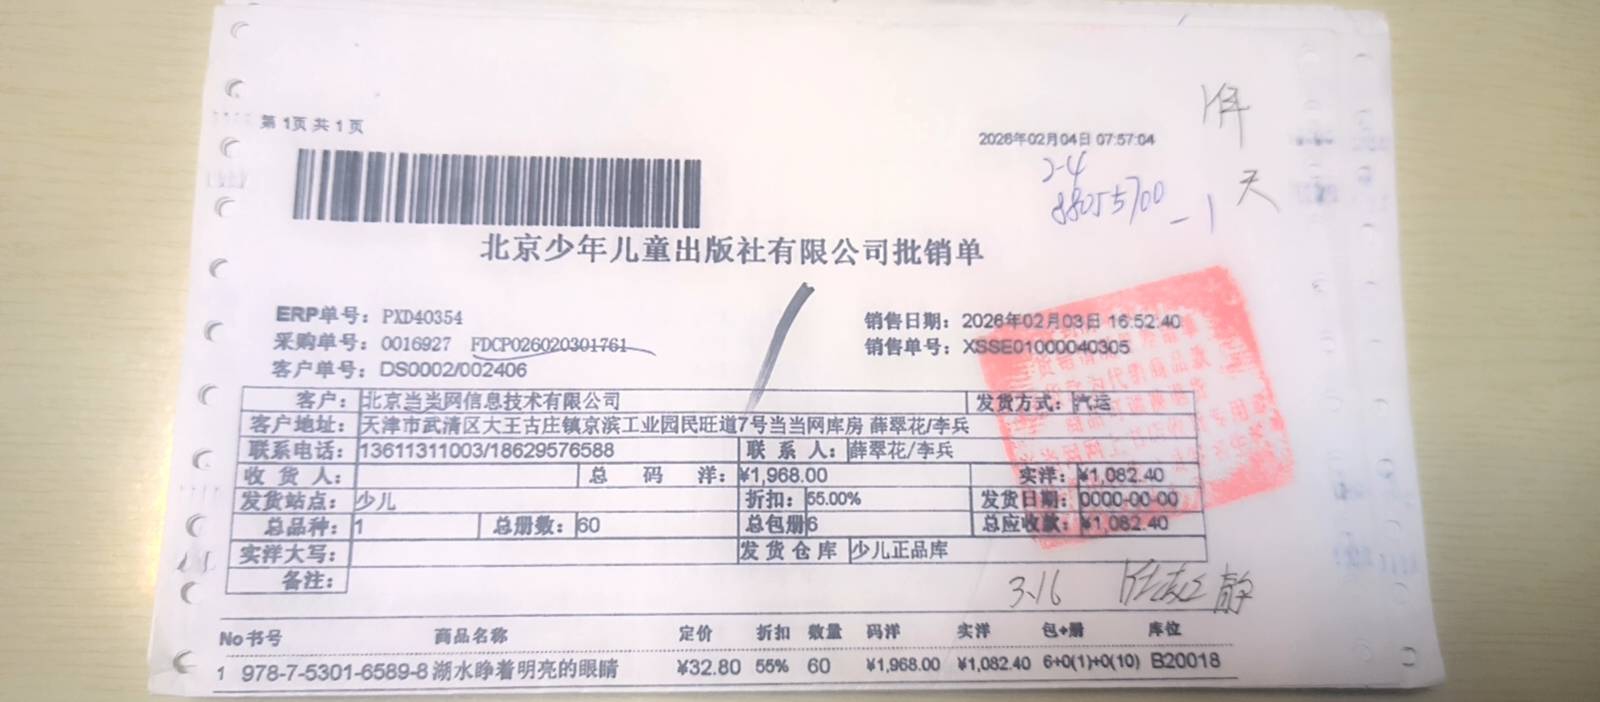 第 1页 共 1 页
2026年02月04日 07:57:04
2-4
88055700-1
天
北京少年儿童出版社有限公司批销单
ERP单号: PXD40354
销售日期: 2026年02月03日 16:52:40
采购单号: 0016927 FDCP026020301761
销售单号: XSSE01000040305
客户单号: DS0002/002406
客户: 北京当当网信息技术有限公司 发货方式: 汽运
客户地址: 天津市武清区大王古庄镇京滨工业园民旺道7号当当网库房 薛翠花/李兵
联系电话: 13611311003/18629576588 联 系 人: 薛翠花/李兵
收 货 人: 总 码 洋: ¥1,968.00 实洋: ¥1,082.40
发货站点: 少儿 折扣: 55.00% 发货日期: 0000-00-00
总品种: 1 总册数: 60 总包册6 总应收款: ¥1,082.40
实洋大写: 发 货 仓 库 少儿正品库
备注:
3.16 静
No 书号 商品名称 定价 折扣 数量 码洋 实洋 包+册 库位
1 978-7-5301-6589-8 湖水睁着明亮的眼睛 ¥32.80 55% 60 ¥1,968.00 ¥1,082.40 6+0(1)+0(10) B20018